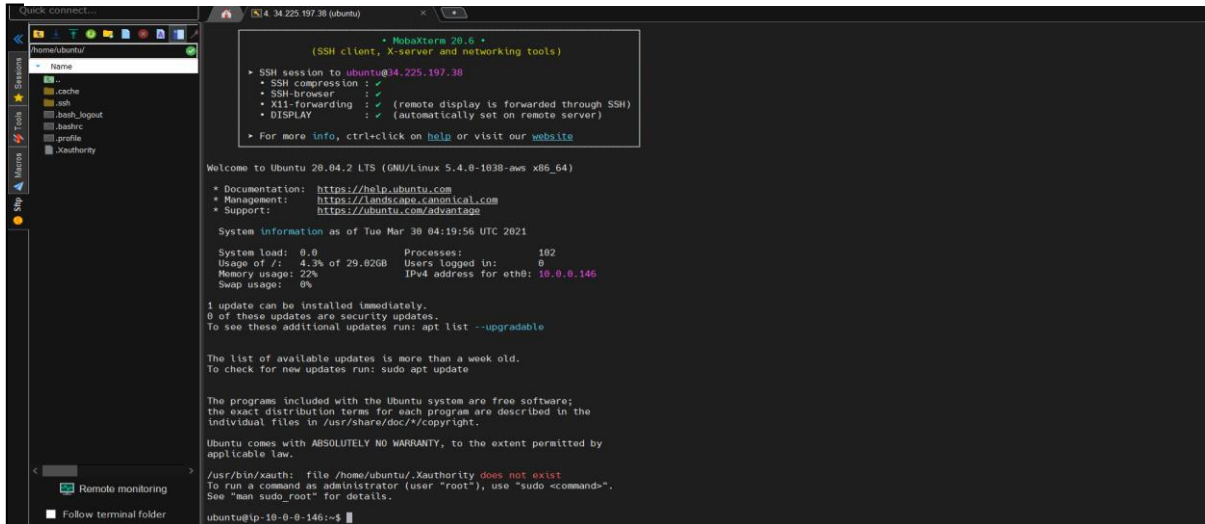 Quick connect...
4. 34.225.197.38 (ubuntu)
/home/ubuntu/
Name
..
.cache
.ssh
.bash_logout
.bashrc
.profile
.Xauthority
Sessions
Tools
Macros
Sftp
Remote monitoring
Follow terminal folder
• MobaXterm 20.6 •
(SSH client, X-server and networking tools)
➤ SSH session to ubuntu@34.225.197.38
• SSH compression : ✔
• SSH-browser : ✔
• X11-forwarding : ✔ (remote display is forwarded through SSH)
• DISPLAY : ✔ (automatically set on remote server)
➤ For more info, ctrl+click on help or visit our website
Welcome to Ubuntu 20.04.2 LTS (GNU/Linux 5.4.0-1038-aws x86_64)
* Documentation: https://help.ubuntu.com
* Management: https://landscape.canonical.com
* Support: https://ubuntu.com/advantage
System information as of Tue Mar 30 04:19:56 UTC 2021
System load: 0.0 Processes: 102
Usage of /: 4.3% of 29.02GB Users logged in: 0
Memory usage: 22% IPv4 address for eth0: 10.0.0.146
Swap usage: 0%
1 update can be installed immediately.
0 of these updates are security updates.
To see these additional updates run: apt list --upgradable
The list of available updates is more than a week old.
To check for new updates run: sudo apt update
The programs included with the Ubuntu system are free software;
the exact distribution terms for each program are described in the
individual files in /usr/share/doc/*/copyright.
Ubuntu comes with ABSOLUTELY NO WARRANTY, to the extent permitted by
applicable law.
/usr/bin/xauth: file /home/ubuntu/.Xauthority does not exist
To run a command as administrator (user "root"), use "sudo <command>".
See "man sudo_root" for details.
ubuntu@ip-10-0-0-146:~$